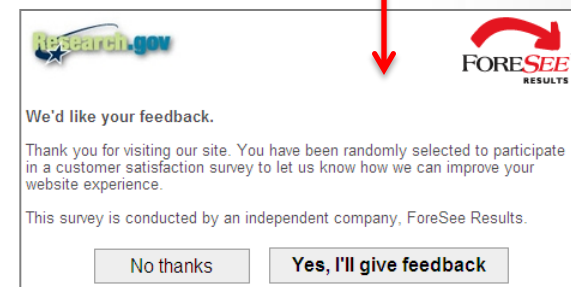 Research.gov
FORESEE
RESULTS
We'd like your feedback.
Thank you for visiting our site. You have been randomly selected to participate
in a customer satisfaction survey to let us know how we can improve your
website experience.
This survey is conducted by an independent company, ForeSee Results.
No thanks
Yes, I'll give feedback